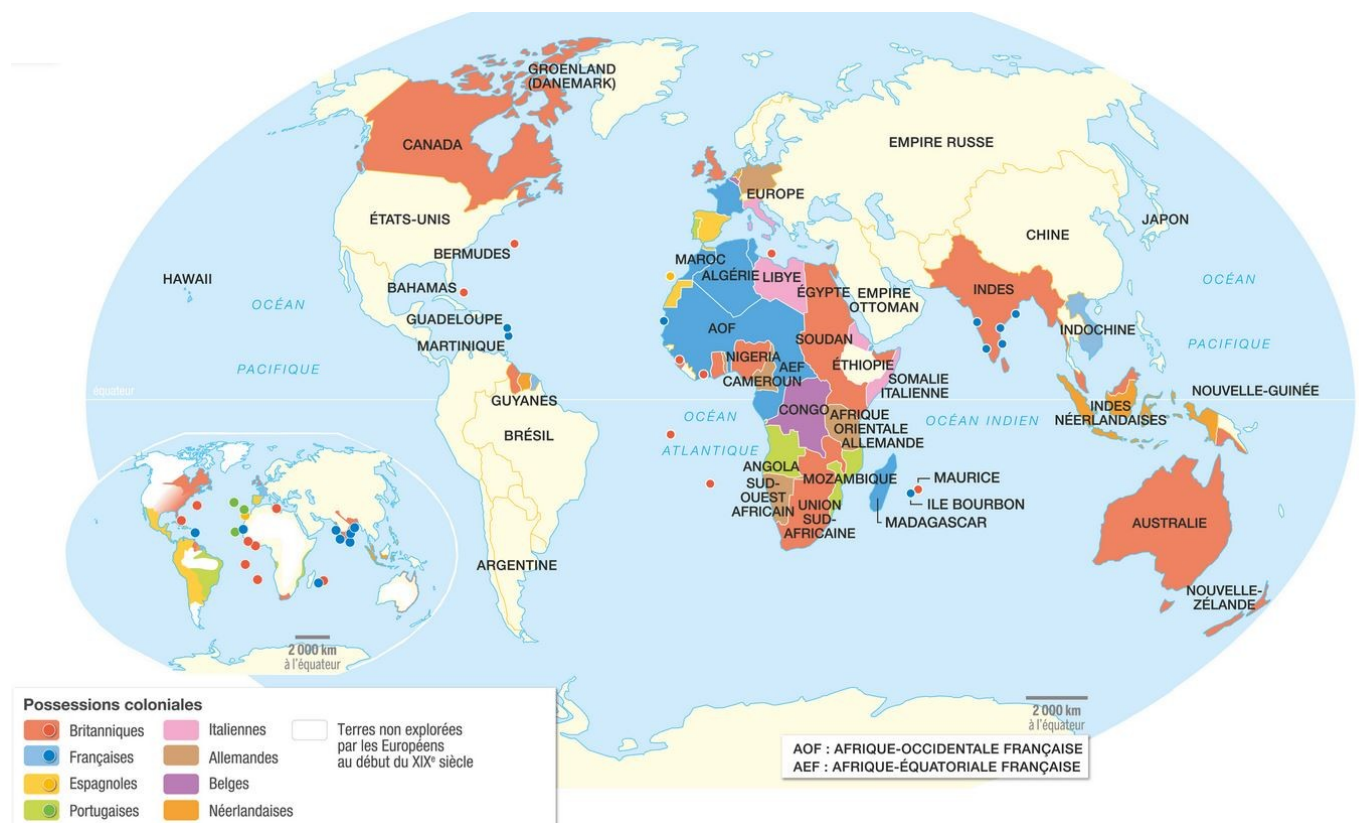 GROENLAND
(DANEMARK)
CANADA
EMPIRE RUSSE
EUROPE
ÉTATS-UNIS
JAPON
CHINE
BERMUDES
MAROC
ALGÉRIE
LIBYE
HAWAII
BAHAMAS
ÉGYPTE
EMPIRE
OTTOMAN
INDES
OCÉAN
PACIFIQUE
OCÉAN
PACIFIQUE
GUADELOUPE
MARTINIQUE
AOF
SOUDAN
INDOCHINE
NIGERIA
AEF
CAMEROUN
ÉTHIOPIE
SOMALIE
ITALIENNE
équateur
GUYANES
NOUVELLE-GUINÉE
CONGO
INDES
NÉERLANDAISES
OCÉAN
ATLANTIQUE
AFRIQUE
ORIENTALE
ALLEMANDE
OCÉAN INDIEN
BRÉSIL
ANGOLA
MOZAMBIQUE
MAURICE
SUD-
OUEST
AFRICAIN
UNION
SUD-
AFRICAINE
ILE BOURBON
MADAGASCAR
AUSTRALIE
ARGENTINE
NOUVELLE-
ZÉLANDE
2 000 km
à l'équateur
2 000 km
à l'équateur
Possessions coloniales
Britanniques
Françaises
Espagnoles
Portugaises
Italiennes
Allemandes
Belges
Néerlandaises
Terres non explorées
par les Européens
au début du XIXe siècle
AOF : AFRIQUE-OCCIDENTALE FRANÇAISE
AEF : AFRIQUE-ÉQUATORIALE FRANÇAISE